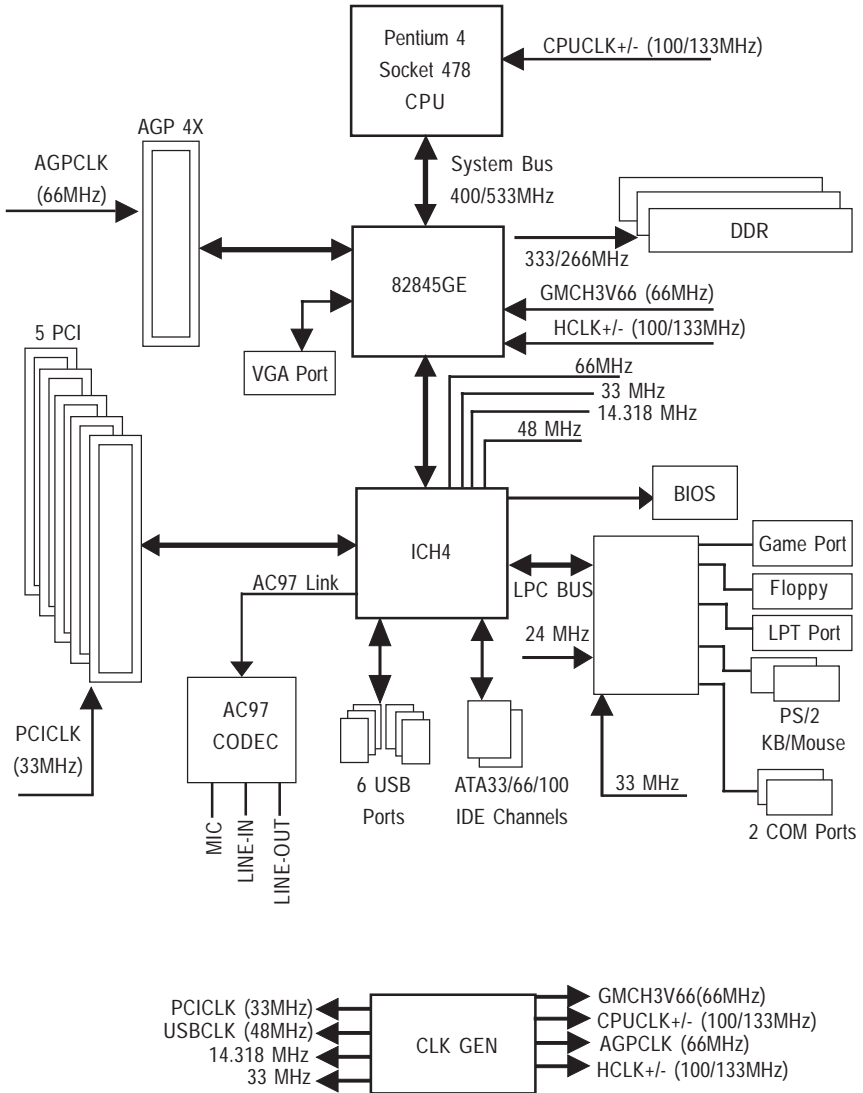 Pentium 4
Socket 478
CPU
CPUCLK+/- (100/133MHz)
AGP 4X
AGPCLK
(66MHz)
System Bus
400/533MHz
DDR
333/266MHz
82845GE
GMCH3V66 (66MHz)
HCLK+/- (100/133MHz)
5 PCI
VGA Port
66MHz
33 MHz
14.318 MHz
48 MHz
BIOS
ICH4
Game Port
LPC BUS
AC97 Link
Floppy
24 MHz
LPT Port
AC97
CODEC
PCICLK
(33MHz)
PS/2
KB/Mouse
6 USB
Ports
ATA33/66/100
IDE Channels
33 MHz
2 COM Ports
MIC
LINE-IN
LINE-OUT
PCICLK (33MHz)
USBCLK (48MHz)
14.318 MHz
33 MHz
CLK GEN
GMCH3V66(66MHz)
CPUCLK+/- (100/133MHz)
AGPCLK (66MHz)
HCLK+/- (100/133MHz)